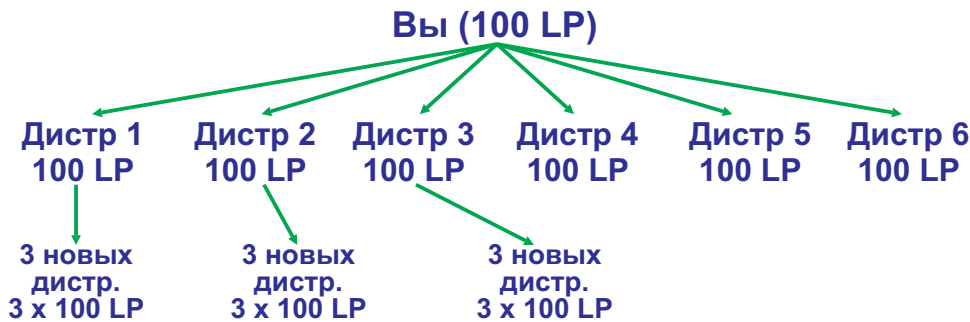 Вы (100 LP)
Дистр 1 Дистр 2 Дистр 3 Дистр 4 Дистр 5 Дистр 6
100 LP 100 LP 100 LP 100 LP 100 LP 100 LP
3 новых 3 новых 3 новых
дистр. дистр. дистр.
3 x 100 LP 3 x 100 LP 3 x 100 LP